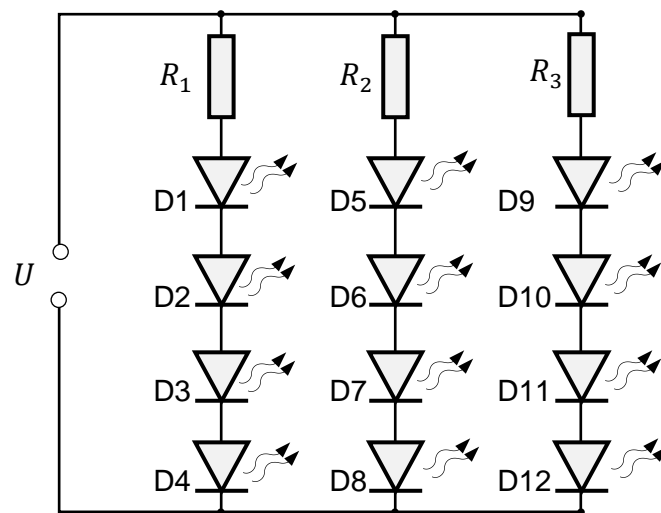 R₁ R₂ R₃
D1 D5 D9
U
D2 D6 D10
D3 D7 D11
D4 D8 D12